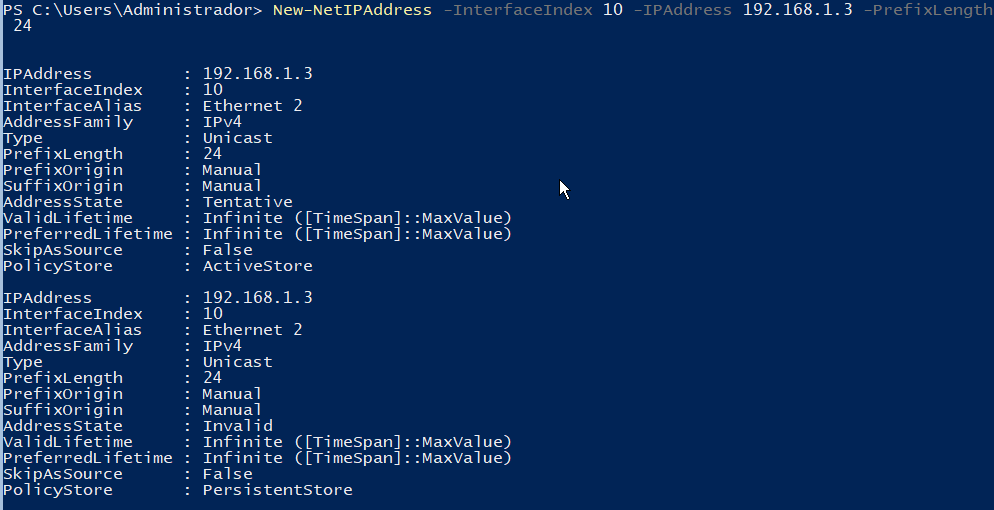 PS C:\Users\Administrador> New-NetIPAddress -InterfaceIndex 10 -IPAddress 192.168.1.3 -PrefixLength
24
IPAddress         : 192.168.1.3
InterfaceIndex    : 10
InterfaceAlias    : Ethernet 2
AddressFamily     : IPv4
Type              : Unicast
PrefixLength      : 24
PrefixOrigin      : Manual
SuffixOrigin      : Manual
AddressState      : Tentative
ValidLifetime     : Infinite ([TimeSpan]::MaxValue)
PreferredLifetime : Infinite ([TimeSpan]::MaxValue)
SkipAsSource      : False
PolicyStore       : ActiveStore
IPAddress         : 192.168.1.3
InterfaceIndex    : 10
InterfaceAlias    : Ethernet 2
AddressFamily     : IPv4
Type              : Unicast
PrefixLength      : 24
PrefixOrigin      : Manual
SuffixOrigin      : Manual
AddressState      : Invalid
ValidLifetime     : Infinite ([TimeSpan]::MaxValue)
PreferredLifetime : Infinite ([TimeSpan]::MaxValue)
SkipAsSource      : False
PolicyStore       : PersistentStore